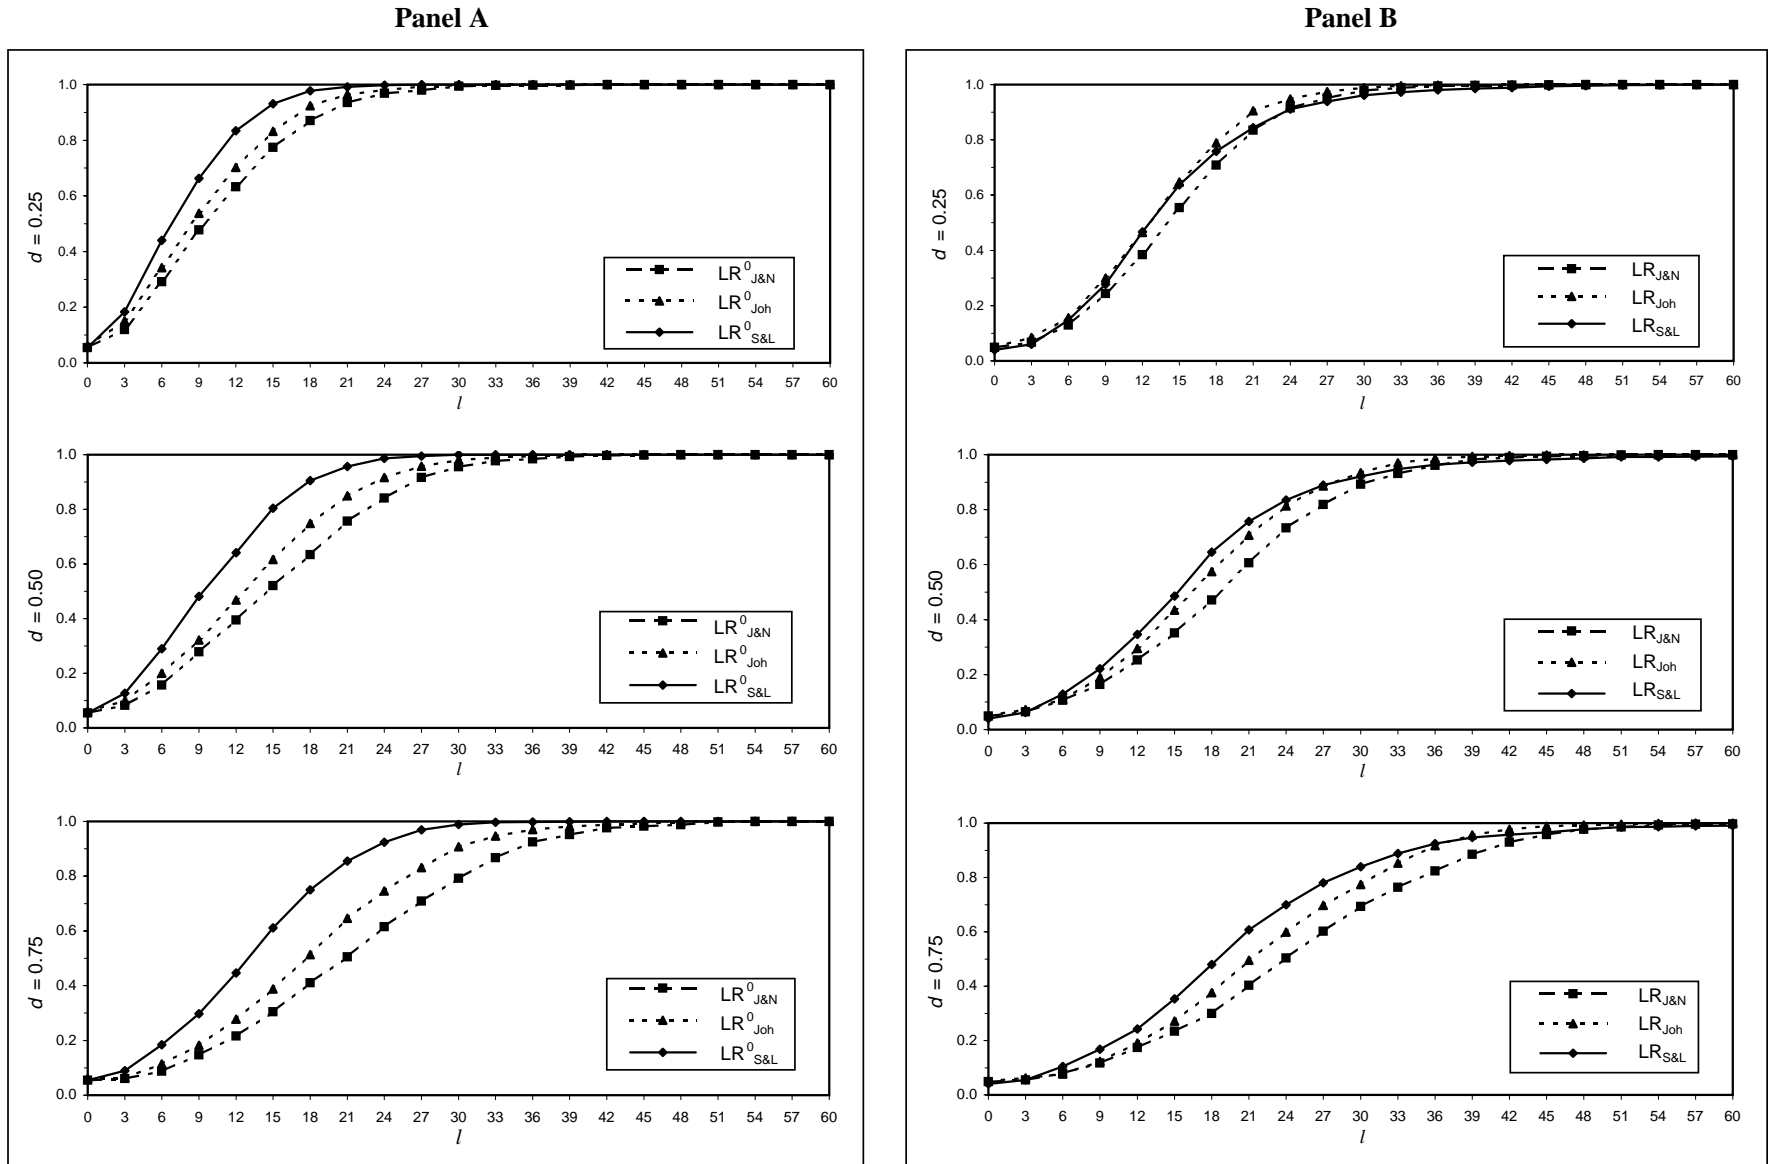 Panel A
1.0
0.8
0.6
0.4
0.2
0.0
d = 0.25
0 3 6 9 12 15 18 21 24 27 30 33 36 39 42 45 48 51 54 57 60
l
LR⁰J&N
LR⁰Joh
LR⁰S&L
1.0
0.8
0.6
0.4
0.2
0.0
d = 0.50
0 3 6 9 12 15 18 21 24 27 30 33 36 39 42 45 48 51 54 57 60
l
LR⁰J&N
LR⁰Joh
LR⁰S&L
1.0
0.8
0.6
0.4
0.2
0.0
d = 0.75
0 3 6 9 12 15 18 21 24 27 30 33 36 39 42 45 48 51 54 57 60
l
LR⁰J&N
LR⁰Joh
LR⁰S&L
Panel B
1.0
0.8
0.6
0.4
0.2
0.0
d = 0.25
0 3 6 9 12 15 18 21 24 27 30 33 36 39 42 45 48 51 54 57 60
l
LRJ&N
LRJoh
LRS&L
1.0
0.8
0.6
0.4
0.2
0.0
d = 0.50
0 3 6 9 12 15 18 21 24 27 30 33 36 39 42 45 48 51 54 57 60
l
LRJ&N
LRJoh
LRS&L
1.0
0.8
0.6
0.4
0.2
0.0
d = 0.75
0 3 6 9 12 15 18 21 24 27 30 33 36 39 42 45 48 51 54 57 60
l
LRJ&N
LRJoh
LRS&L